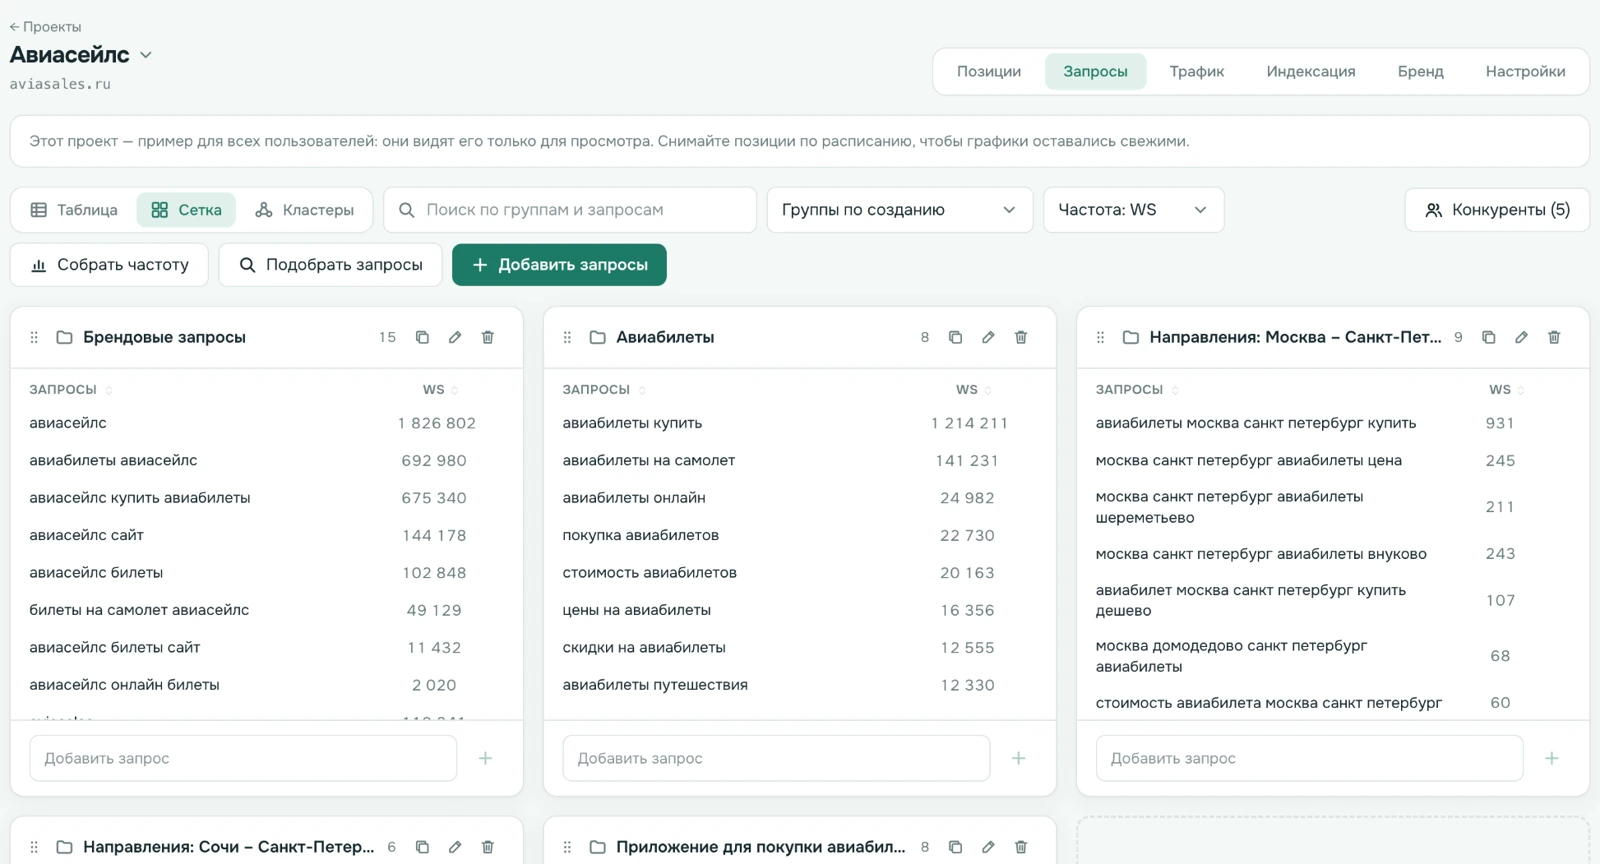 ← Проекты
Авиасейлс
aviasales.ru
Позиции Запросы Трафик Индексация Бренд Настройки
Этот проект — пример для всех пользователей: они видят его только для просмотра. Снимайте позиции по расписанию, чтобы графики оставались свежими.
Таблица Сетка Кластеры Поиск по группам и запросам Группы по созданию Частота: WS Конкуренты (5)
Собрать частоту Подобрать запросы + Добавить запросы
Брендовые запросы 15
ЗАПРОСЫ WS
авиасейлс 1 826 802
авиабилеты авиасейлс 692 980
авиасейлс купить авиабилеты 675 340
авиасейлс сайт 144 178
авиасейлс билеты 102 848
билеты на самолет авиасейлс 49 129
авиасейлс билеты сайт 11 432
авиасейлс онлайн билеты 2 020
Добавить запрос +
Авиабилеты 8
ЗАПРОСЫ WS
авиабилеты купить 1 214 211
авиабилеты на самолет 141 231
авиабилеты онлайн 24 982
покупка авиабилетов 22 730
стоимость авиабилетов 20 163
цены на авиабилеты 16 356
скидки на авиабилеты 12 555
авиабилеты путешествия 12 330
Добавить запрос +
Направления: Москва – Санкт-Пет... 9
ЗАПРОСЫ WS
авиабилеты москва санкт петербург купить 931
москва санкт петербург авиабилеты цена 245
москва санкт петербург авиабилеты
шереметьево 211
москва санкт петербург авиабилеты внуково 243
авиабилет москва санкт петербург купить
дешево 107
москва домодедово санкт петербург
авиабилеты 68
стоимость авиабилета москва санкт петербург 60
Добавить запрос +
Направления: Сочи – Санкт-Петер... 6
Приложение для покупки авиабил... 8